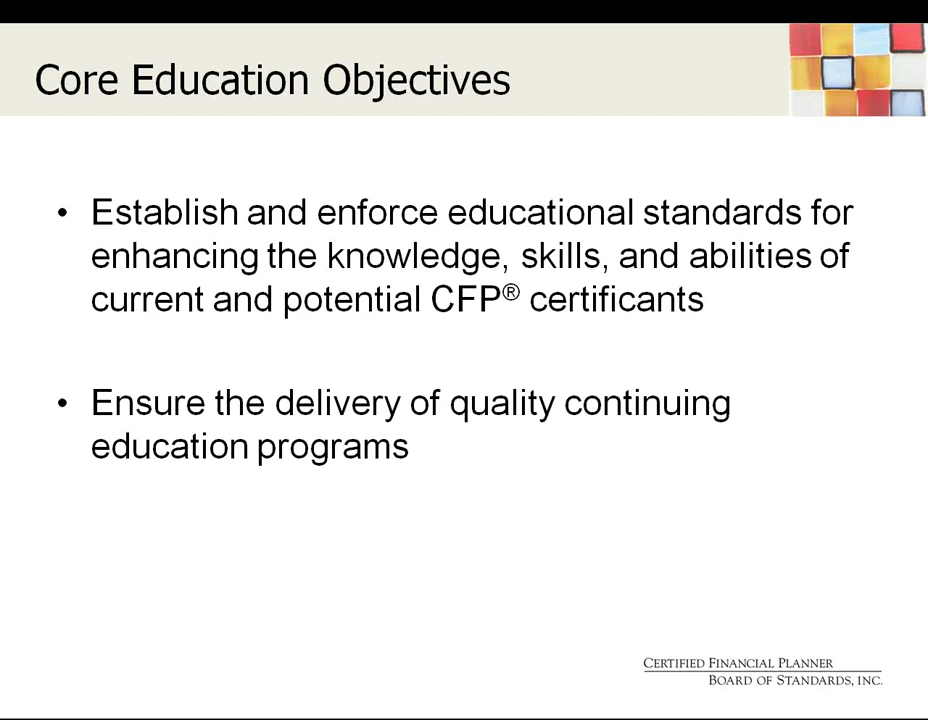 Core Education Objectives
• Establish and enforce educational standards for
enhancing the knowledge, skills, and abilities of
current and potential CFP® certificants
• Ensure the delivery of quality continuing
education programs
CERTIFIED FINANCIAL PLANNER
BOARD OF STANDARDS, INC.